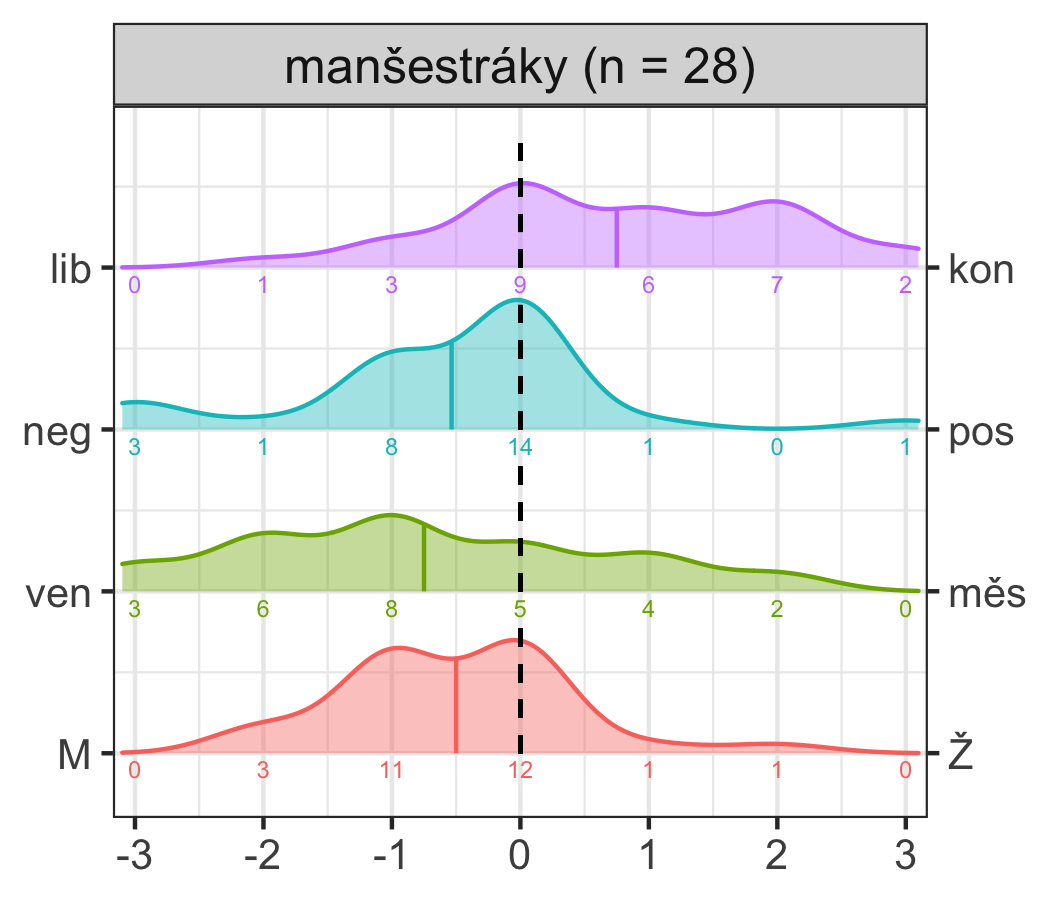 manšestráky (n = 28)
lib kon
0 1 3 9 6 7 2
neg pos
3 1 8 14 1 0 1
ven měs
3 6 8 5 4 2 0
M Ž
0 3 11 12 1 1 0
-3 -2 -1 0 1 2 3